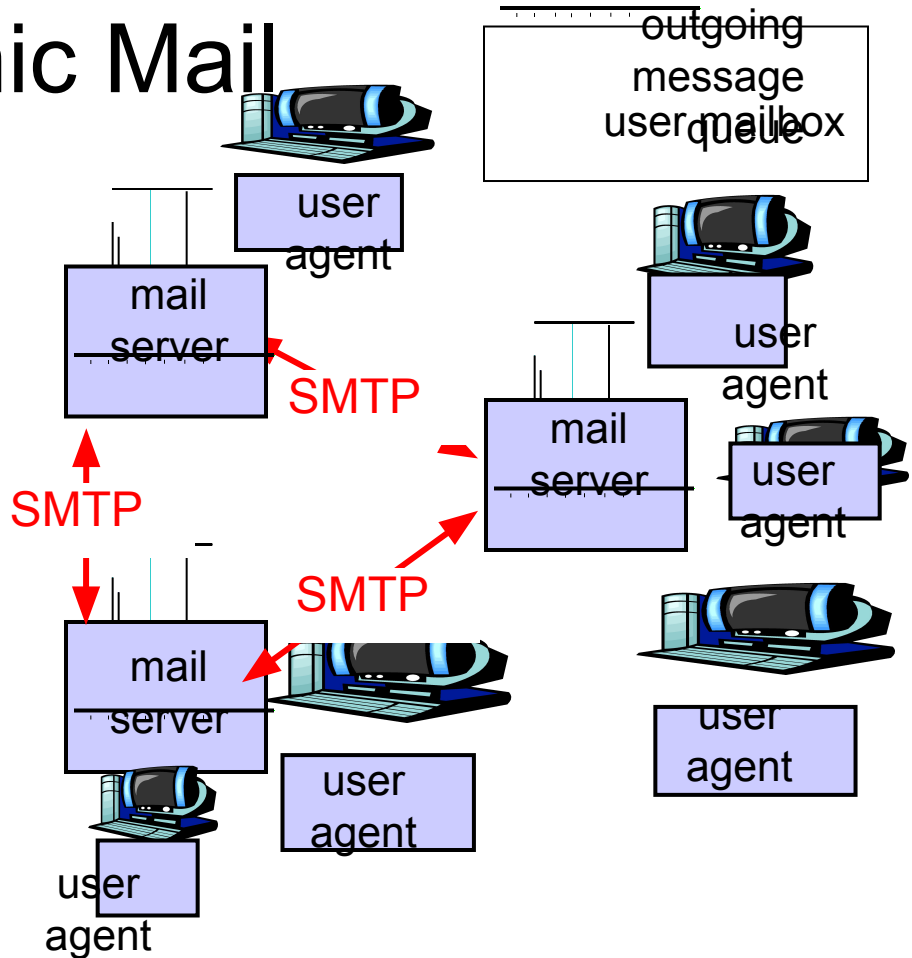 nic Mail
outgoing
message
queue
user mailbox
user
agent
mail
server
SMTP
user
agent
mail
server
user
agent
SMTP
SMTP
mail
server
user
agent
user
agent
user
agent